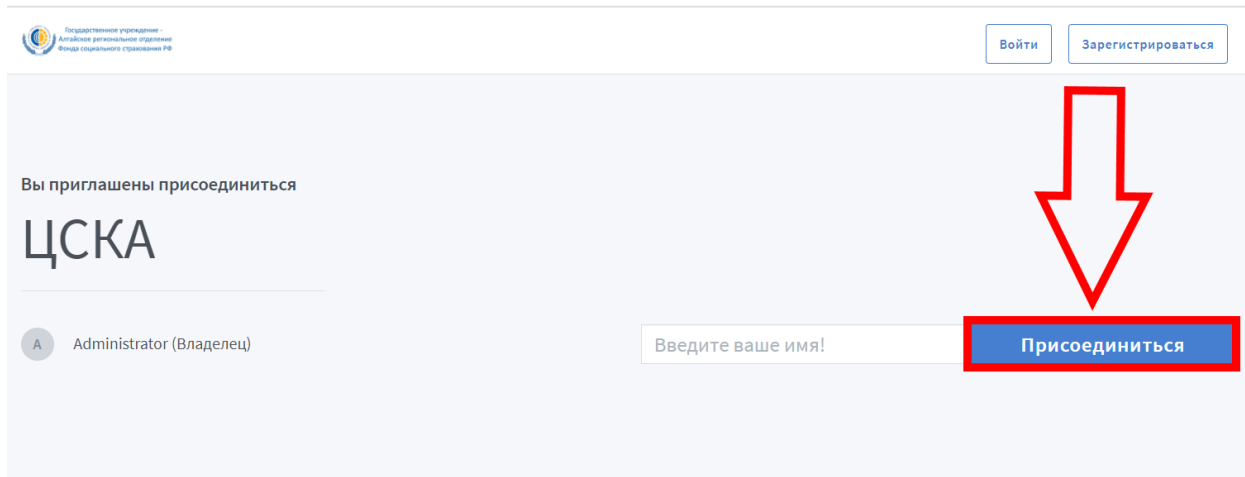 Государственное учреждение -
Алтайское региональное отделение
Фонда социального страхования РФ
Войти
Зарегистрироваться
Вы приглашены присоединиться
ЦСКА
A
Administrator (Владелец)
Введите ваше имя!
Присоединиться